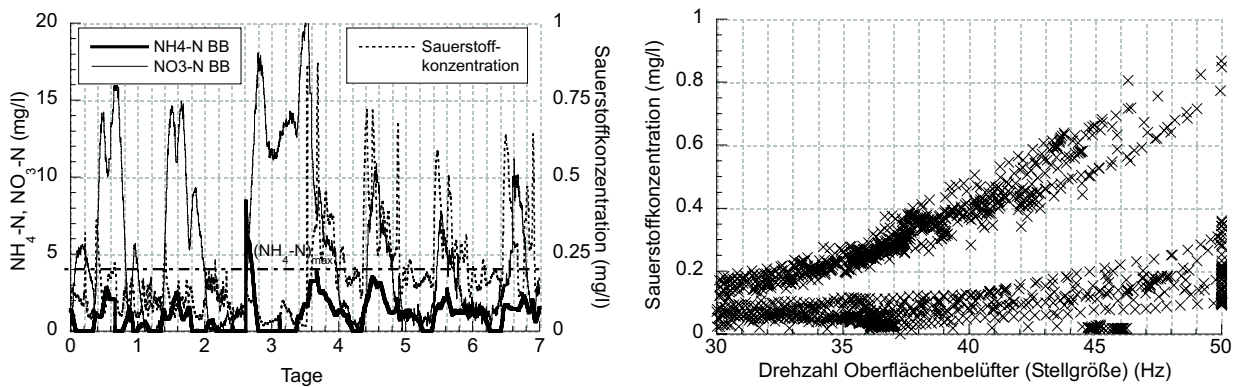 20
15
10
5
0
NH4-N, NO3-N (mg/l)
NH4-N BB
NO3-N BB
Sauerstoff-
konzentration
(NH4-N)max
1
0.75
0.5
0.25
0
Sauerstoffkonzentration (mg/l)
0 1 2 3 4 5 6 7
Tage
1
0.8
0.6
0.4
0.2
0
Sauerstoffkonzentration (mg/l)
30 35 40 45 50
Drehzahl Oberflächenbelüfter (Stellgröße) (Hz)